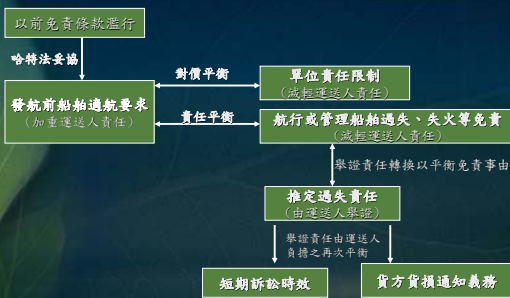 以前免責條款濫行
哈特法妥協
發航前船舶適航要求
（加重運送人責任）
對價平衡
單位責任限制
（減輕運送人責任）
責任平衡
航行或管理船舶過失、失火等免責
（減輕運送人責任）
舉證責任轉換以平衡免責事由
推定過失責任
（由運送人舉證）
舉證責任由運送人
負擔之再次平衡
短期訴訟時效
貨方貨損通知義務